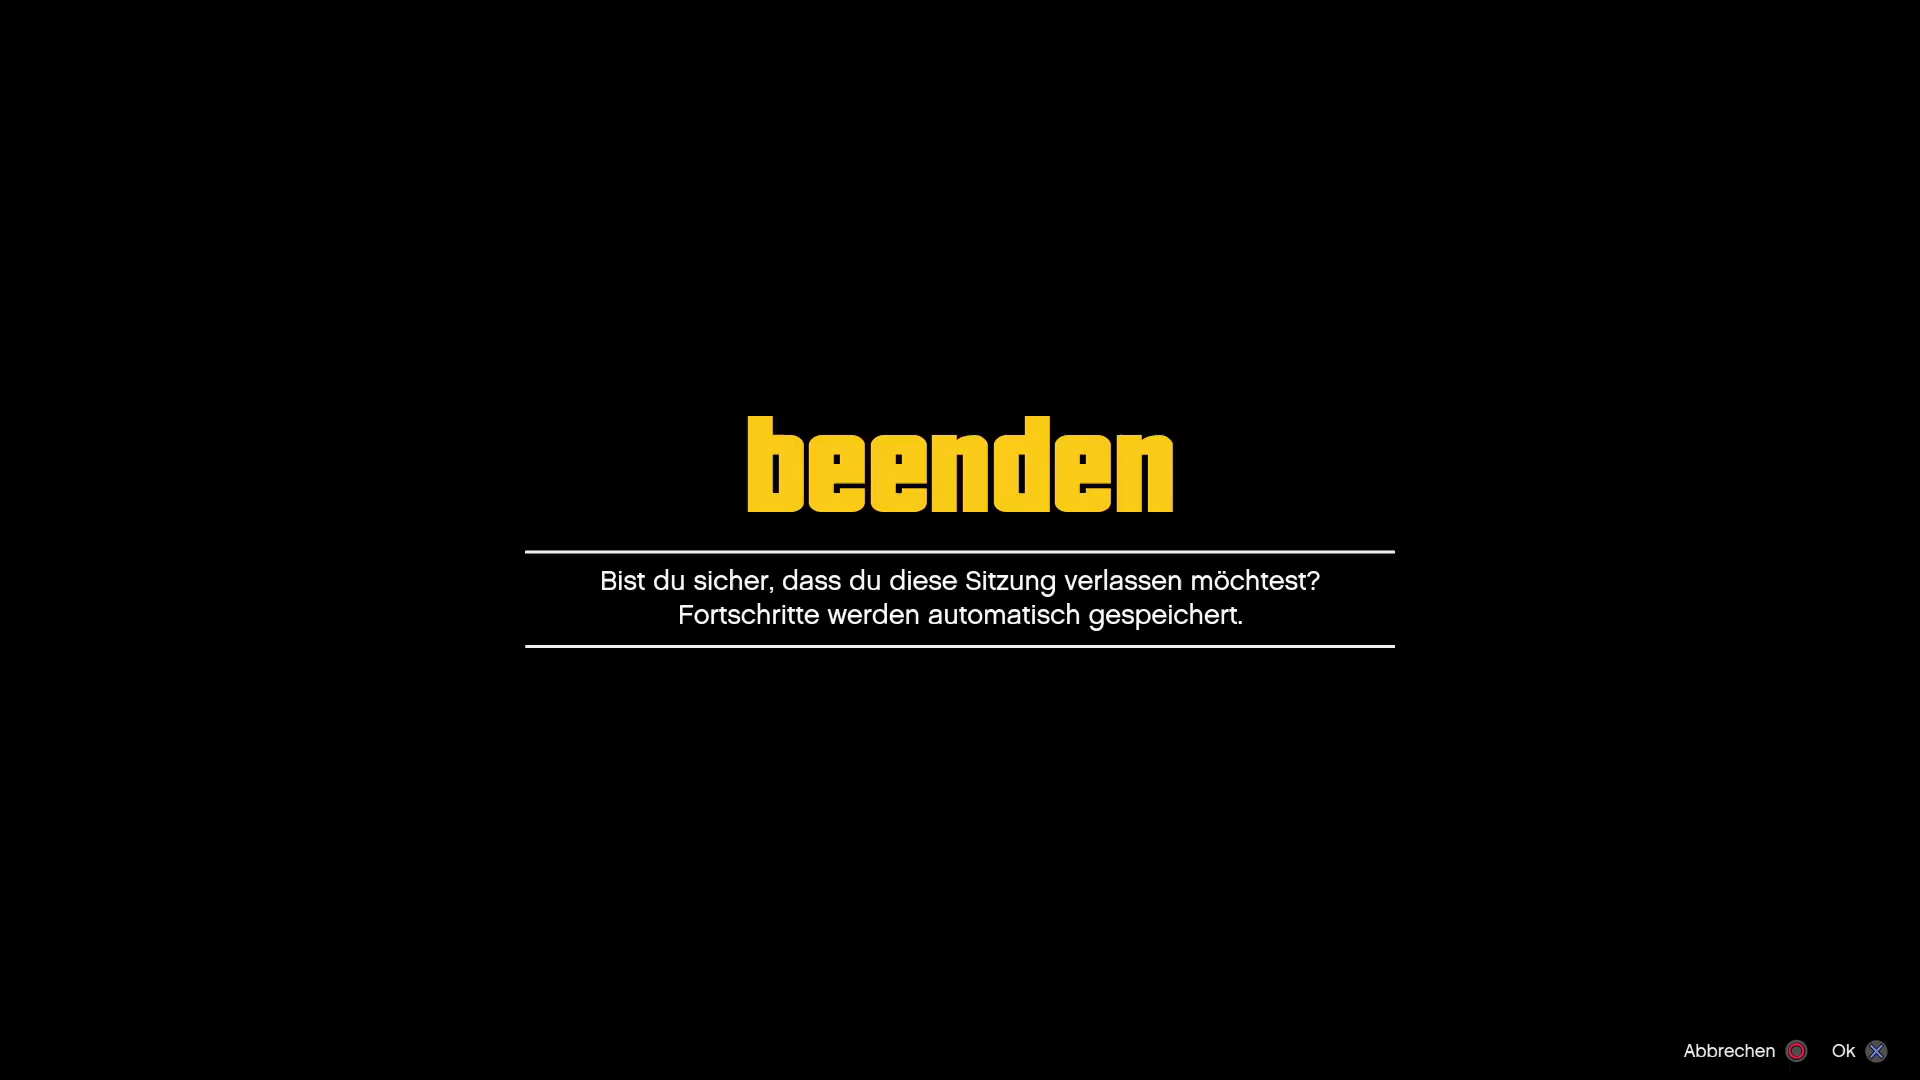 beenden
Bist du sicher, dass du diese Sitzung verlassen möchtest?
Fortschritte werden automatisch gespeichert.
Abbrechen Ok